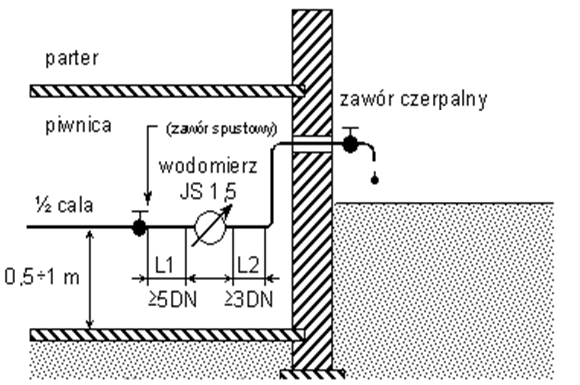 parter
zawór czerpalny
piwnica
(zawór spustowy)
wodomierz
JS 1,5
½ cala
0,5÷1 m
L1 L2
≥5DN ≥3DN